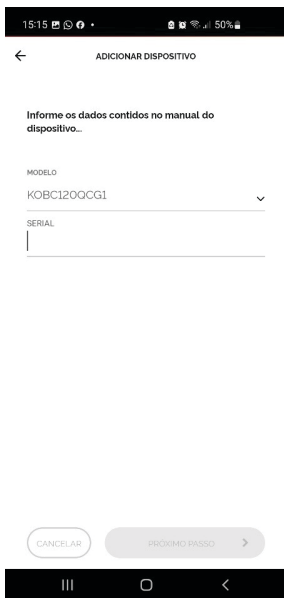 15:15 50%
ADICIONAR DISPOSITIVO
Informe os dados contidos no manual do
dispositivo...
MODELO
KOBC120QCG1
SERIAL
CANCELAR PRÓXIMO PASSO